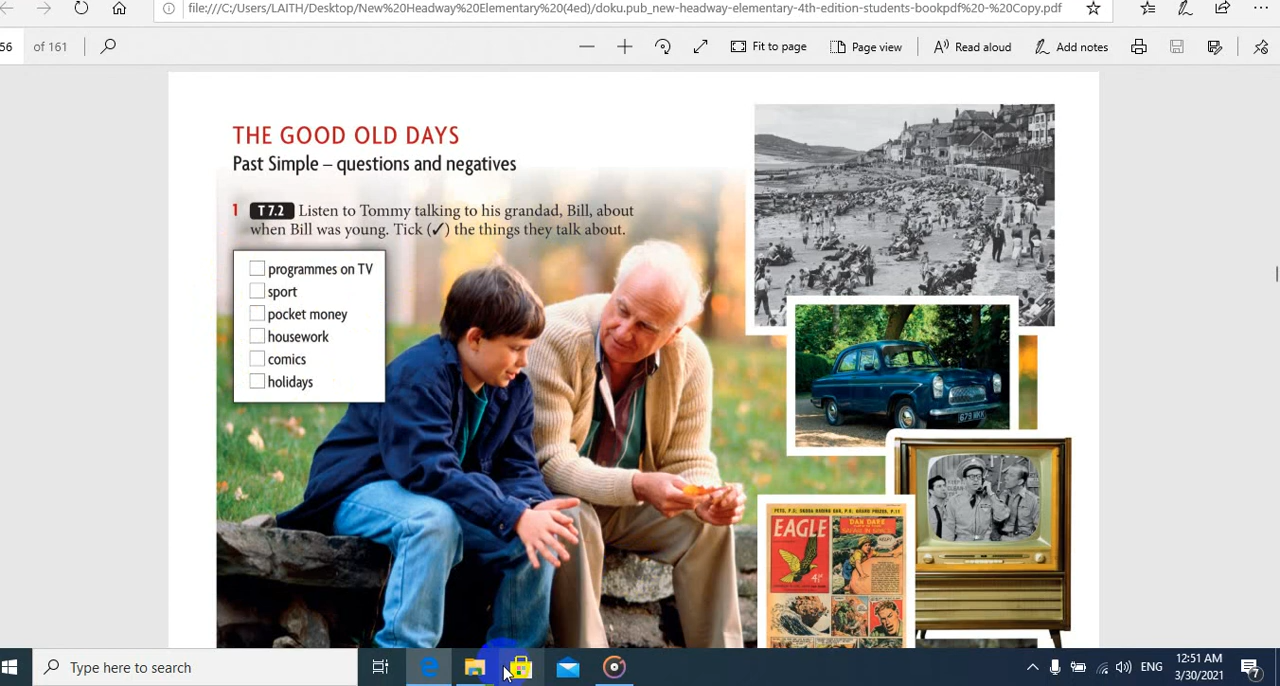 file:///C:/Users/LAITH/Desktop/New%20Headway%20Elementary%20(4ed)/doku.pub_new-headway-elementary-4th-edition-students-bookpdf%20-%20Copy.pdf
56 of 161
Fit to page
Page view
A))) Read aloud
Add notes
THE GOOD OLD DAYS
Past Simple – questions and negatives
1 T 7.2 Listen to Tommy talking to his grandad, Bill, about
when Bill was young. Tick (✓) the things they talk about.
programmes on TV
sport
pocket money
housework
comics
holidays
EAGLE
DAN DARE
Type here to search
ENG
12:51 AM
3/30/2021
7